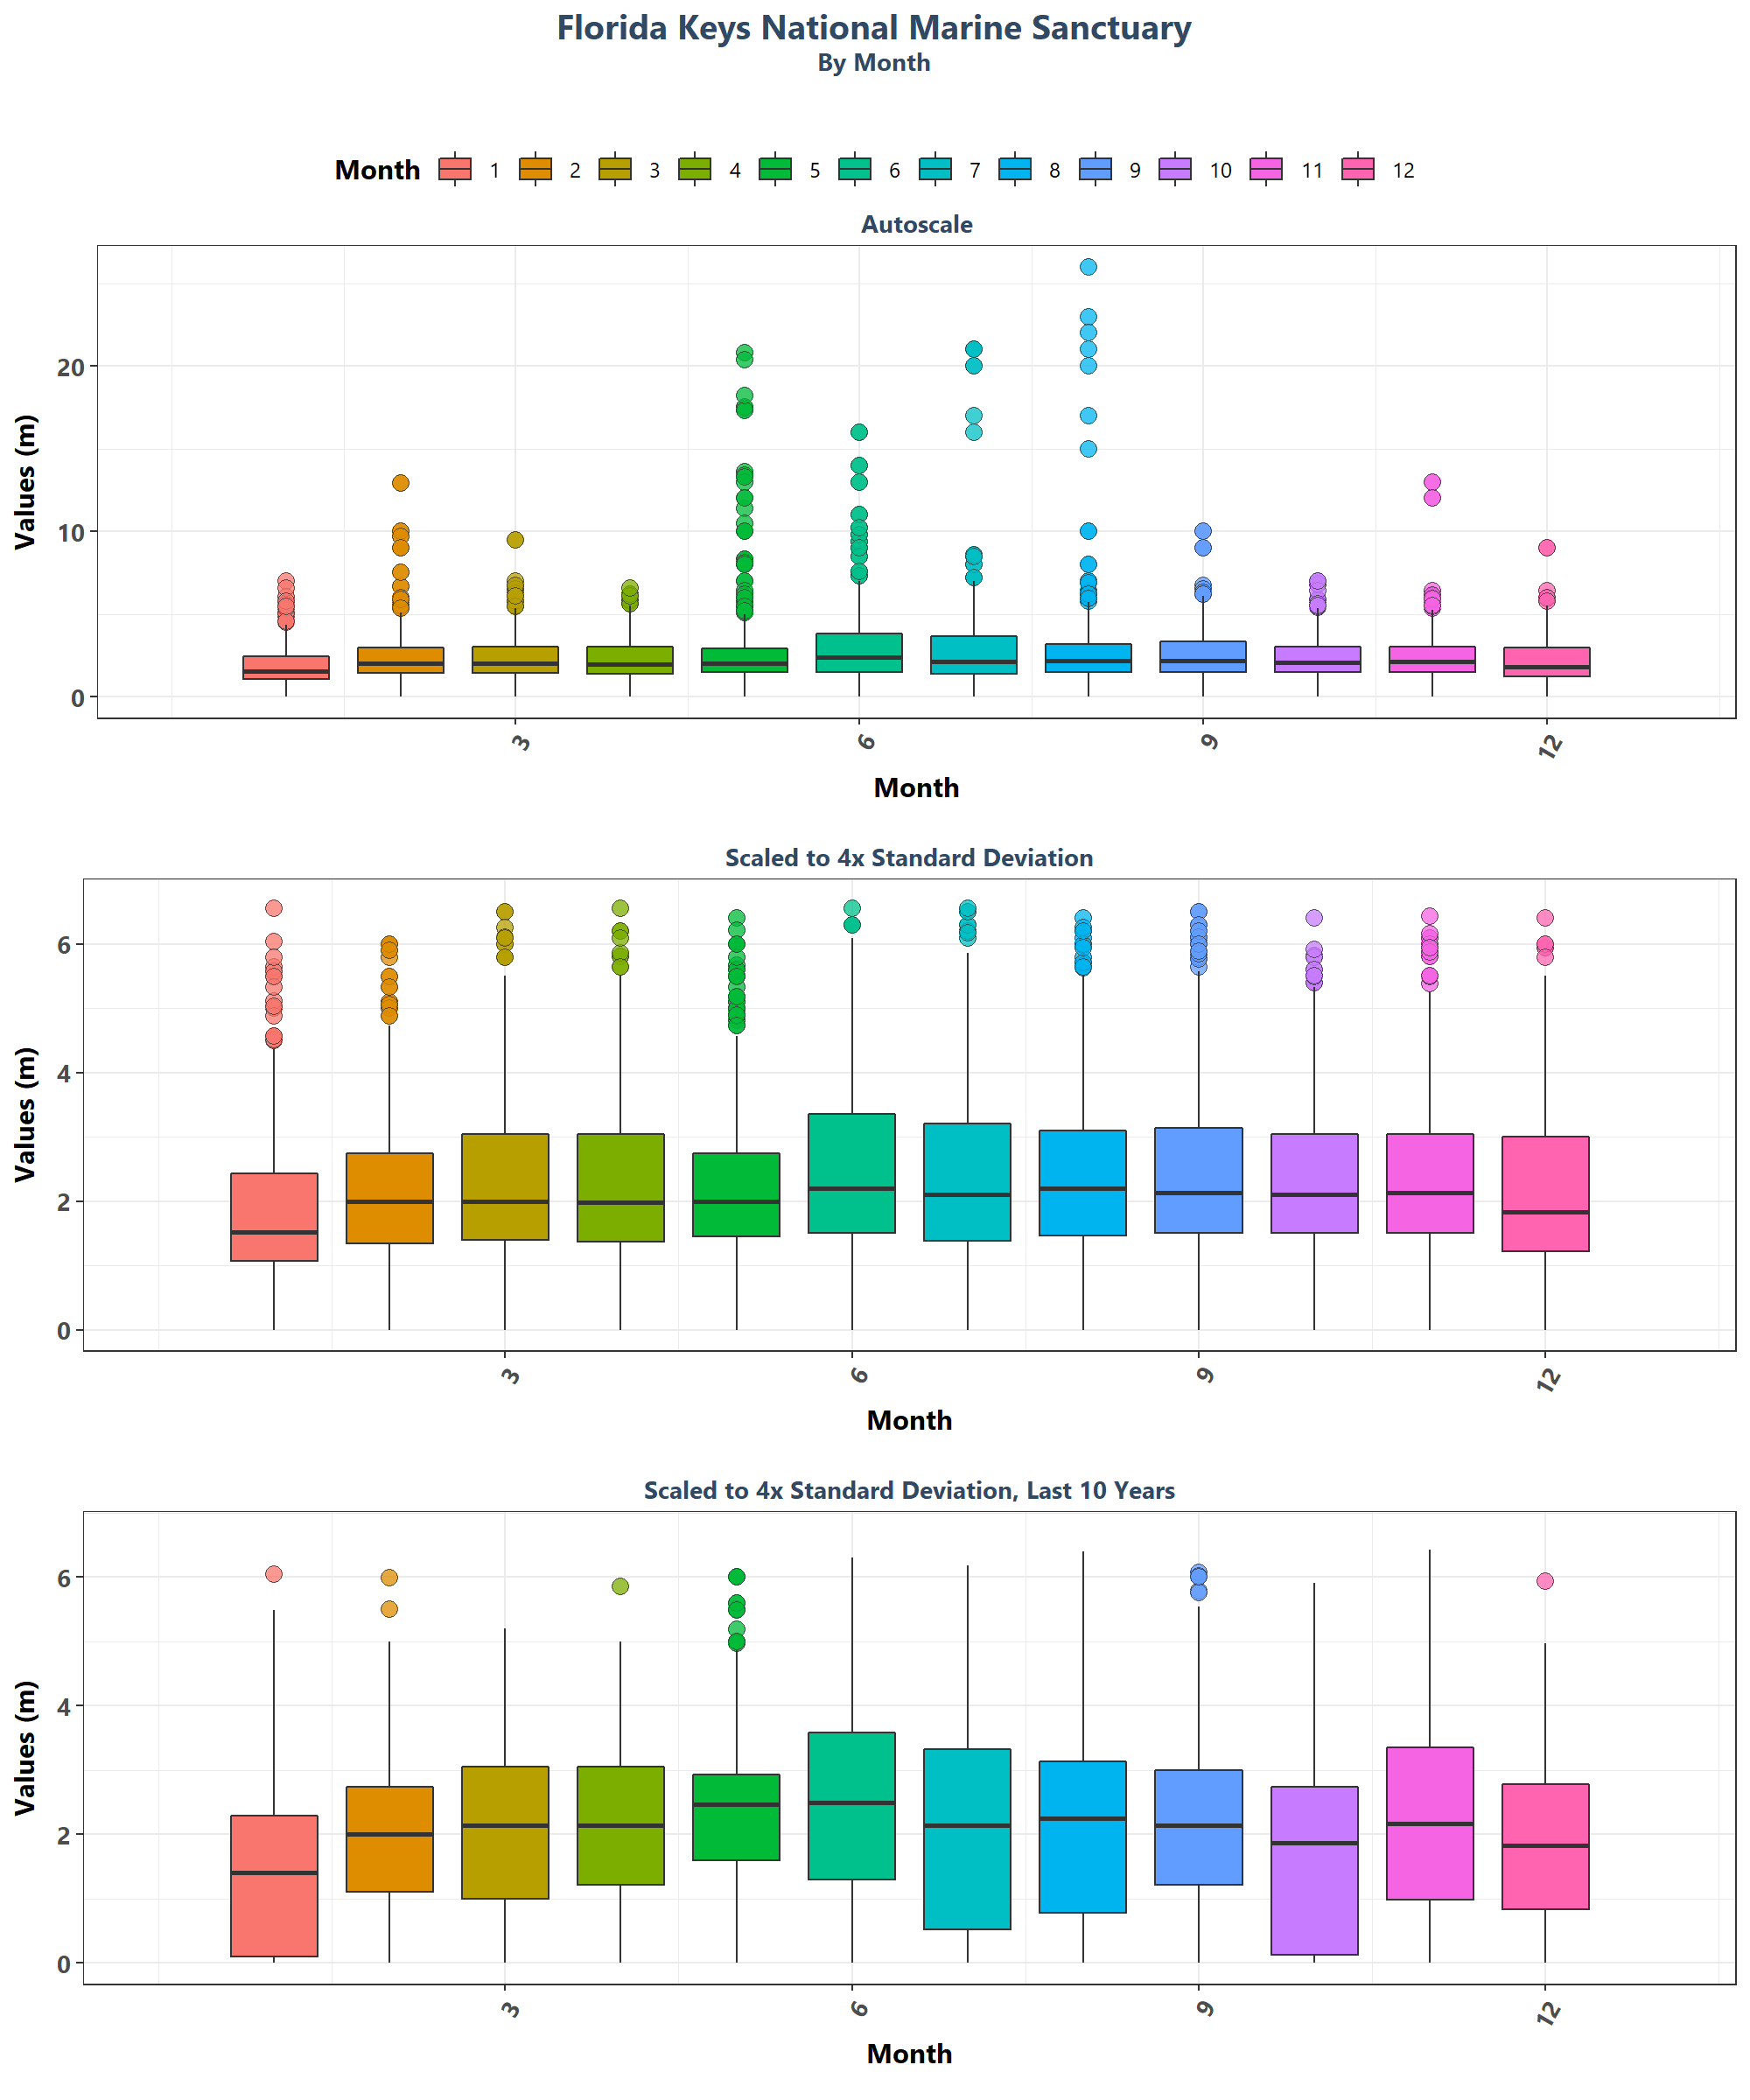 Florida Keys National Marine Sanctuary
By Month
Month 1 2 3 4 5 6 7 8 9 10 11 12
Autoscale
Values (m)
20
10
0
3 6 9 12
Month
Scaled to 4x Standard Deviation
Values (m)
6
4
2
0
3 6 9 12
Month
Scaled to 4x Standard Deviation, Last 10 Years
Values (m)
6
4
2
0
3 6 9 12
Month